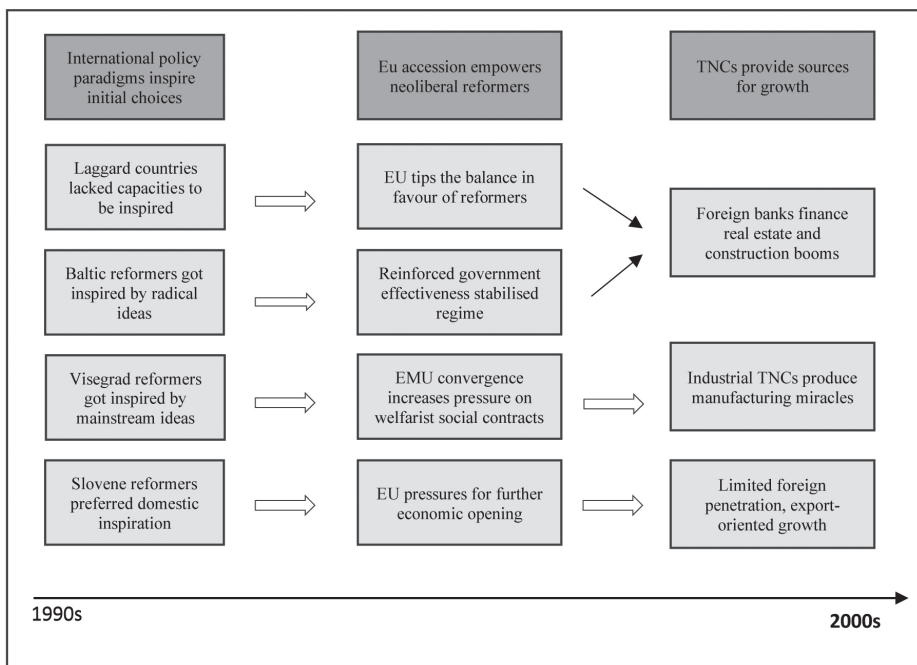 International policy
paradigms inspire
initial choices
Eu accession empowers
neoliberal reformers
TNCs provide sources
for growth
Laggard countries
lacked capacities to
be inspired
EU tips the balance in
favour of reformers
Foreign banks finance
real estate and
construction booms
Baltic reformers got
inspired by radical
ideas
Reinforced government
effectiveness stabilised
regime
Visegrad reformers
got inspired by
mainstream ideas
EMU convergence
increases pressure on
welfarist social contracts
Industrial TNCs produce
manufacturing miracles
Slovene reformers
preferred domestic
inspiration
EU pressures for further
economic opening
Limited foreign
penetration, export-
oriented growth
1990s
2000s